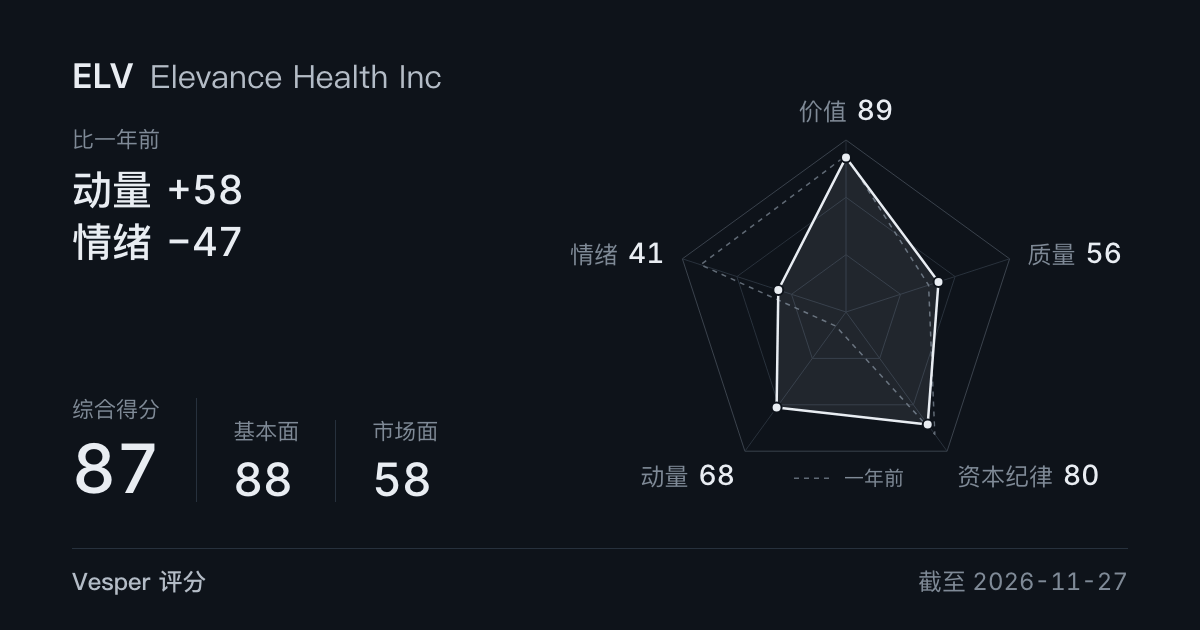 ELV Elevance Health Inc
比一年前
动量 +58
情绪 −47
价值 89
情绪 41
质量 56
动量 68
---- 一年前
资本纪律 80
综合得分
87
基本面
88
市场面
58
Vesper 评分
截至 2026-11-27